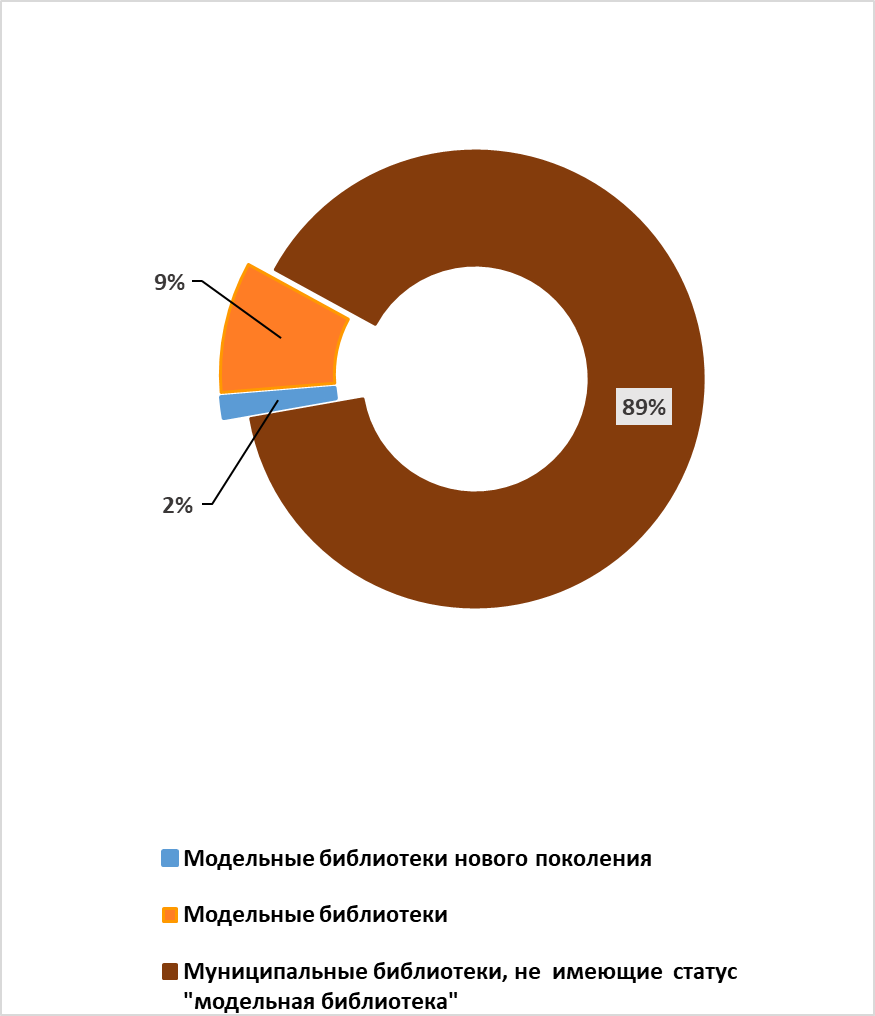 9%
89%
2%
Модельные библиотеки нового поколения
Модельные библиотеки
Муниципальные библиотеки, не имеющие статус
"модельная библиотека"